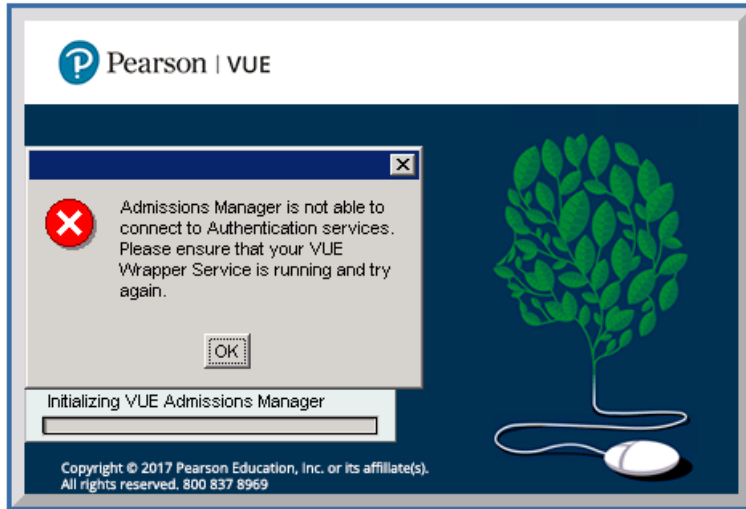 Pearson | VUE
Admissions Manager is not able to
connect to Authentication services.
Please ensure that your VUE
Wrapper Service is running and try
again.
OK
Initializing VUE Admissions Manager
Copyright © 2017 Pearson Education, Inc. or its affiliate(s).
All rights reserved. 800 837 8969